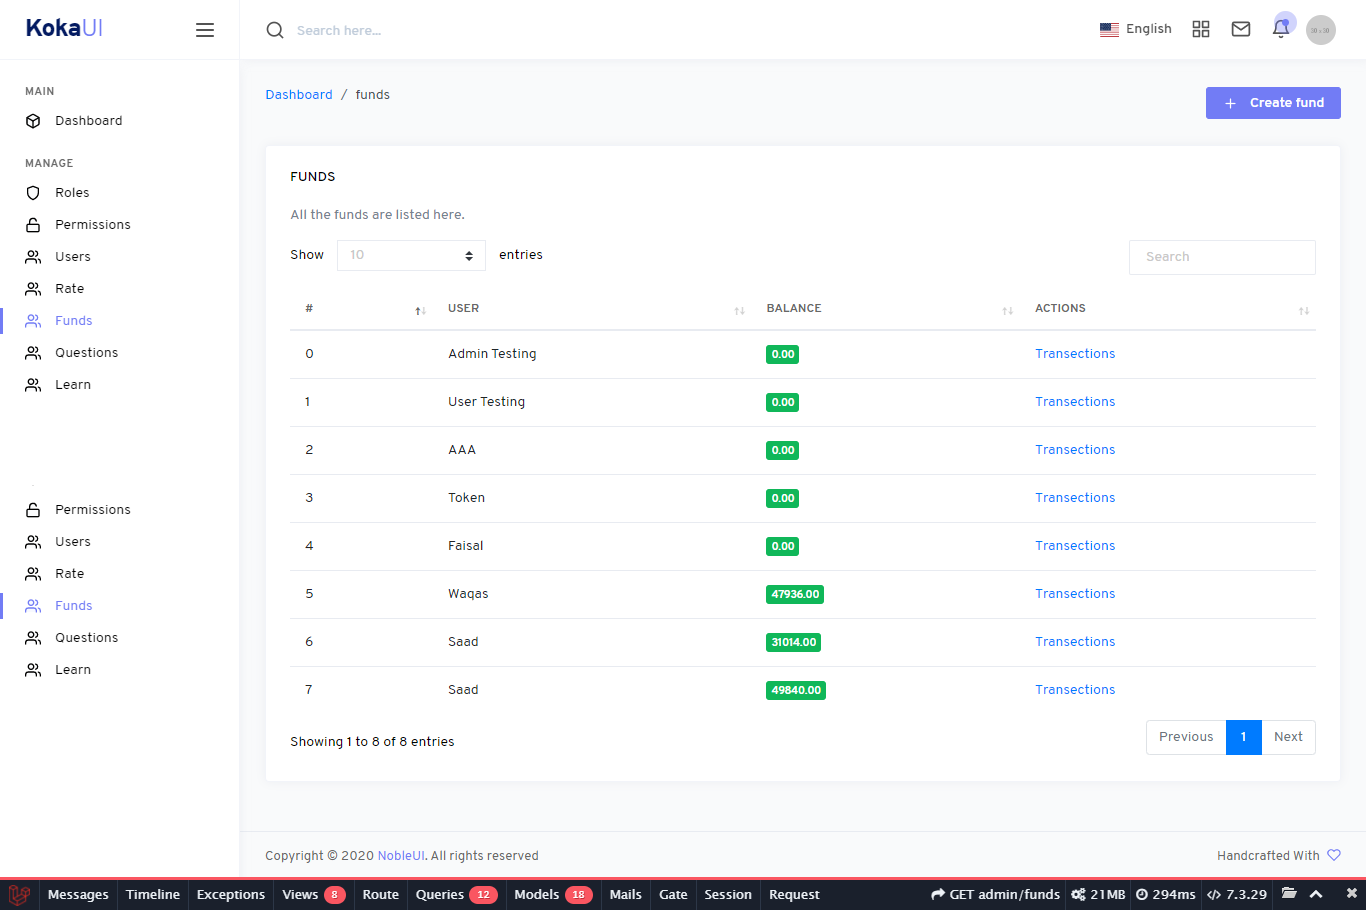 KokaUI
Search here...
English
MAIN
Dashboard
MANAGE
Roles
Permissions
Users
Rate
Funds
Questions
Learn
Permissions
Users
Rate
Funds
Questions
Learn
Dashboard / funds
+ Create fund
FUNDS
All the funds are listed here.
Show 10 entries
Search
# USER BALANCE ACTIONS
0 Admin Testing 0.00 Transections
1 User Testing 0.00 Transections
2 AAA 0.00 Transections
3 Token 0.00 Transections
4 Faisal 0.00 Transections
5 Waqas 47936.00 Transections
6 Saad 31014.00 Transections
7 Saad 49840.00 Transections
Showing 1 to 8 of 8 entries
Previous 1 Next
Copyright © 2020 NobleUI. All rights reserved
Handcrafted With
Messages Timeline Exceptions Views 8 Route Queries 12 Models 18 Mails Gate Session Request GET admin/funds 21MB 294ms 7.3.29